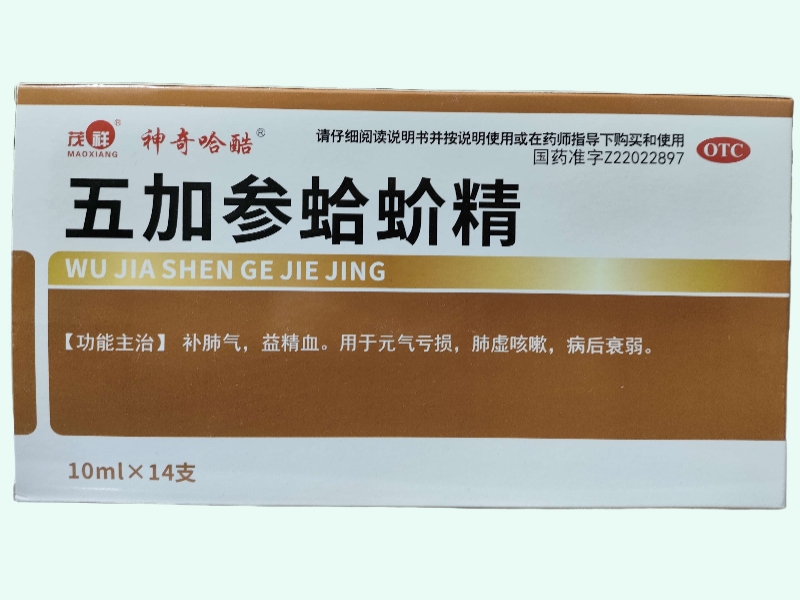 茂祥®
MAOXIANG
神奇哈酷®
请仔细阅读说明书并按说明使用或在药师指导下购买和使用
国药准字Z22022897
OTC
五加参蛤蚧精
WU JIA SHEN GE JIE JING
【功能主治】 补肺气，益精血。用于元气亏损，肺虚咳嗽，病后衰弱。
10ml×14支